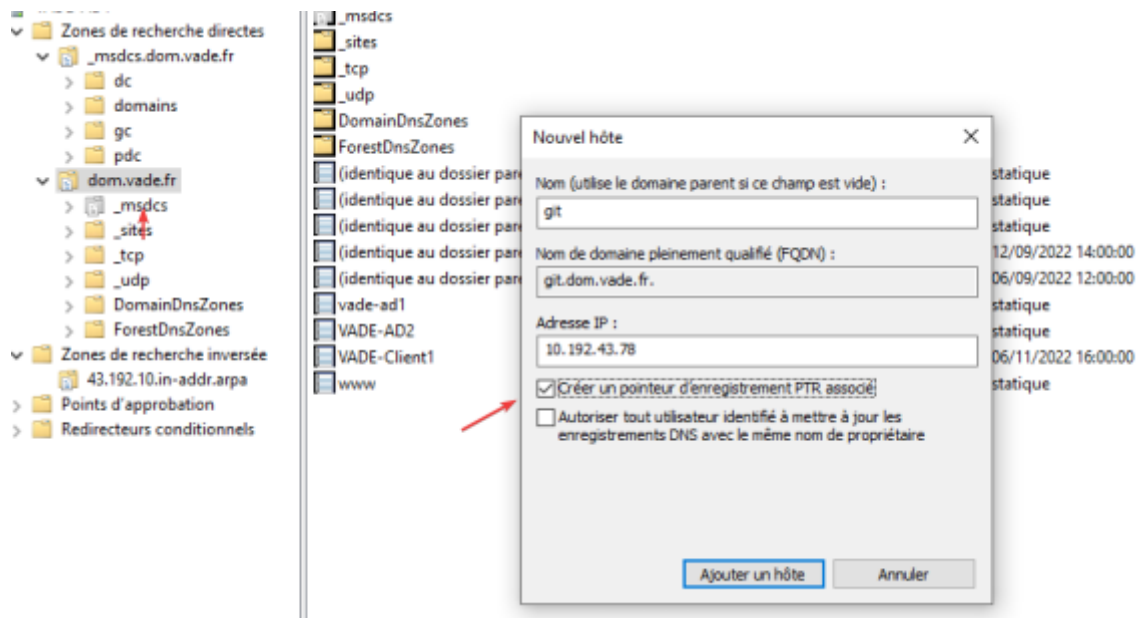 Zones de recherche directes
_msdcs.dom.vade.fr
dc
domains
gc
pdc
dom.vade.fr
_msdcs
_sites
_tcp
_udp
DomainDnsZones
ForestDnsZones
Zones de recherche inversée
43.192.10.in-addr.arpa
Points d'approbation
Redirecteurs conditionnels
_msdcs
_sites
_tcp
_udp
DomainDnsZones
ForestDnsZones
(identique au dossier pare
(identique au dossier pare
(identique au dossier pare
(identique au dossier pare
(identique au dossier pare
vade-ad1
VADE-AD2
VADE-Client1
www
statique
statique
statique
12/09/2022 14:00:00
06/09/2022 12:00:00
statique
statique
06/11/2022 16:00:00
statique
Nouvel hôte
Nom (utilise le domaine parent si ce champ est vide) :
git
Nom de domaine pleinement qualifié (FQDN) :
git.dom.vade.fr.
Adresse IP :
10.192.43.78
Créer un pointeur d'enregistrement PTR associé
Autoriser tout utilisateur identifié à mettre à jour les
enregistrements DNS avec le même nom de propriétaire
Ajouter un hôte
Annuler